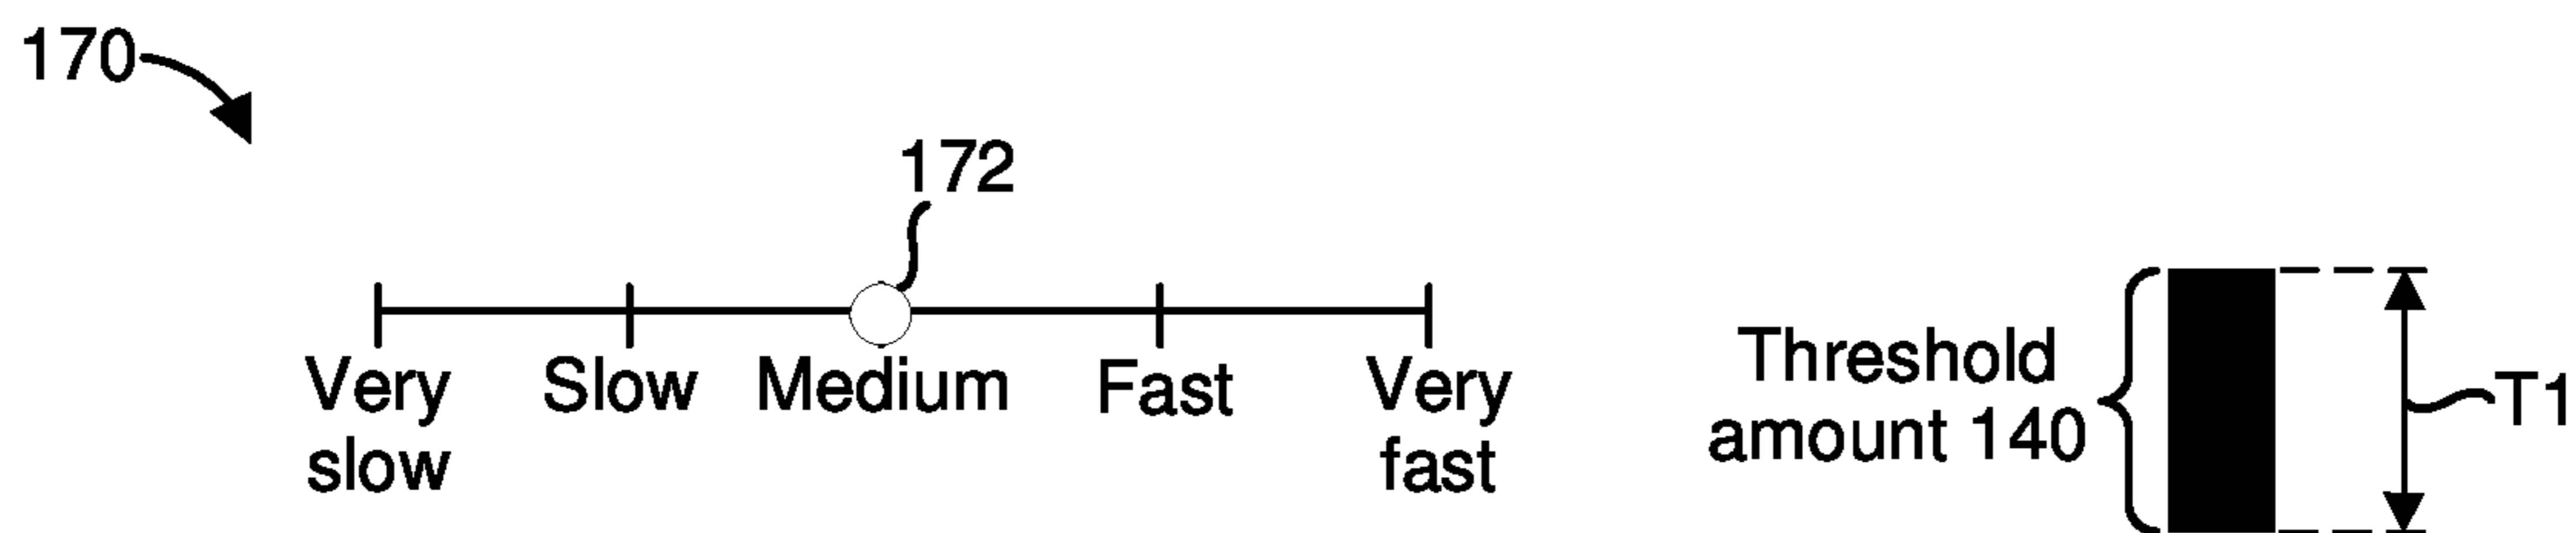 170
172
Very
slow
Slow
Medium
Fast
Very
fast
Threshold
amount 140
T1